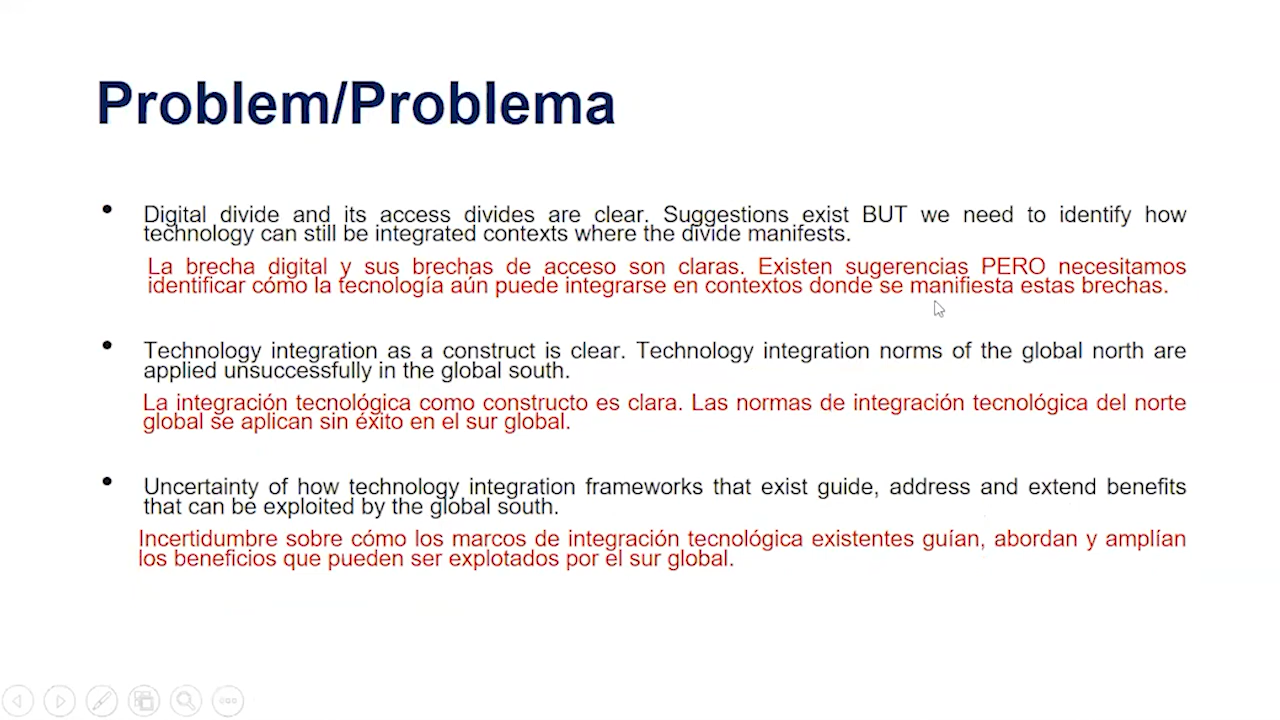 Problem/Problema
• Digital divide and its access divides are clear. Suggestions exist BUT we need to identify how
technology can still be integrated contexts where the divide manifests.
La brecha digital y sus brechas de acceso son claras. Existen sugerencias PERO necesitamos
identificar cómo la tecnología aún puede integrarse en contextos donde se manifiesta estas brechas.
• Technology integration as a construct is clear. Technology integration norms of the global north are
applied unsuccessfully in the global south.
La integración tecnológica como constructo es clara. Las normas de integración tecnológica del norte
global se aplican sin éxito en el sur global.
• Uncertainty of how technology integration frameworks that exist guide, address and extend benefits
that can be exploited by the global south.
Incertidumbre sobre cómo los marcos de integración tecnológica existentes guían, abordan y amplían
los beneficios que pueden ser explotados por el sur global.